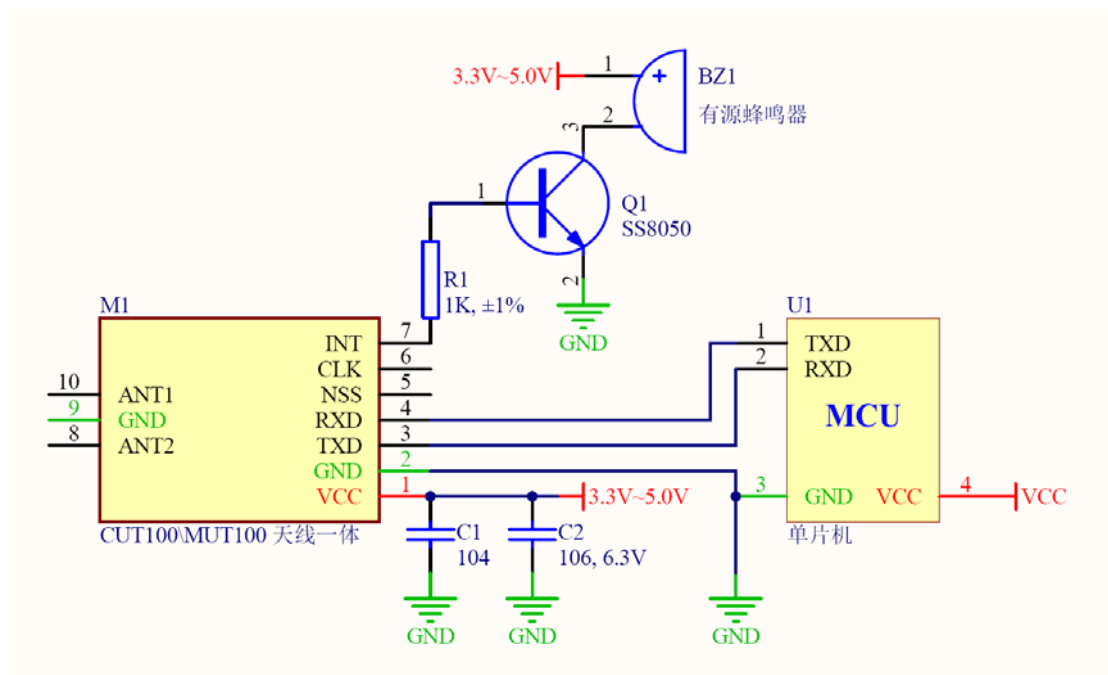 3.3V~5.0V
1
+
BZ1
2
有源蜂鸣器
3
1
Q1
SS8050
2
GND
R1
1K, ±1%
M1
INT
7
CLK
6
NSS
5
RXD
4
TXD
3
GND
2
VCC
1
10
ANT1
9
GND
8
ANT2
CUT100\MUT100 天线一体
3.3V~5.0V
C1
104
C2
106, 6.3V
GND
GND
GND
U1
1
TXD
2
RXD
MCU
3
GND
VCC
4
VCC
单片机